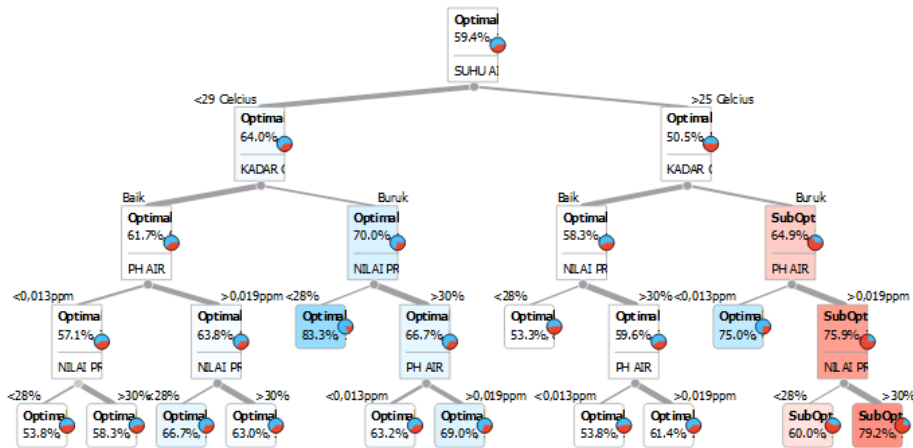 Optimal
59.4%
SUHU AI
<29 Celcius
>25 Celcius
Optimal
64.0%
KADAR
Optimal
50.5%
KADAR
Baik
Buruk
Baik
Buruk
Optimal
61.7%
PH AIR
Optimal
70.0%
NILAI PR
Optimal
58.3%
NILAI PR
SubOpt
64.9%
PH AIR
<0,013ppm
>0,019ppm
<28%
>30%
<28%
>30%
<0,013ppm
>0,019ppm
Optimal
57.1%
NILAI PR
Optimal
63.8%
NILAI PR
Optimal
83.3%
Optimal
66.7%
PH AIR
Optimal
53.3%
Optimal
59.6%
PH AIR
Optimal
75.0%
SubOpt
75.9%
NILAI PR
<28%
>30%
<28%
>30%
<0,013ppm
>0,019ppm
<0,013ppm
>0,019ppm
<28%
>30%
Optima
53.8%
Optima
58.3%
Optima
66.7%
Optima
63.0%
Optima
63.2%
Optima
69.0%
Optima
53.8%
Optima
61.4%
SubOpt
60.0%
SubOpt
79.2%